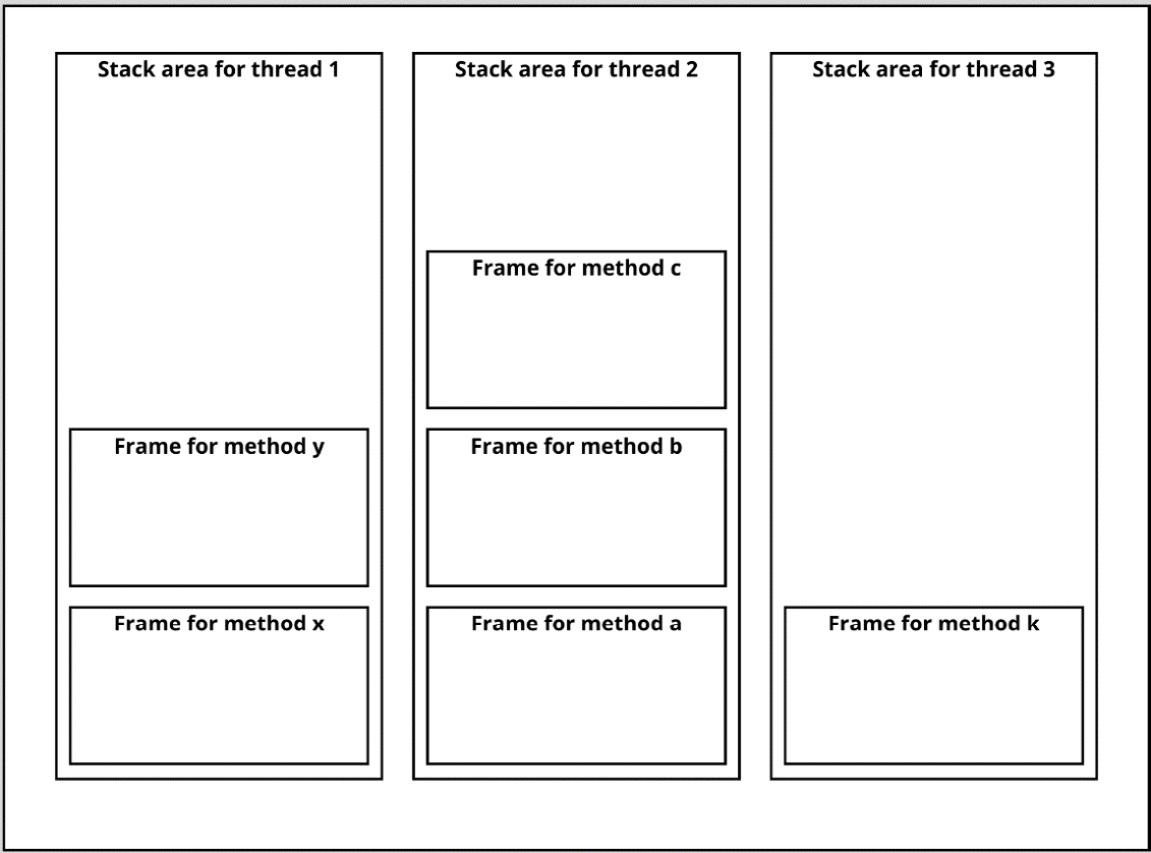 Stack area for thread 1
Frame for method y
Frame for method x
Stack area for thread 2
Frame for method c
Frame for method b
Frame for method a
Stack area for thread 3
Frame for method k